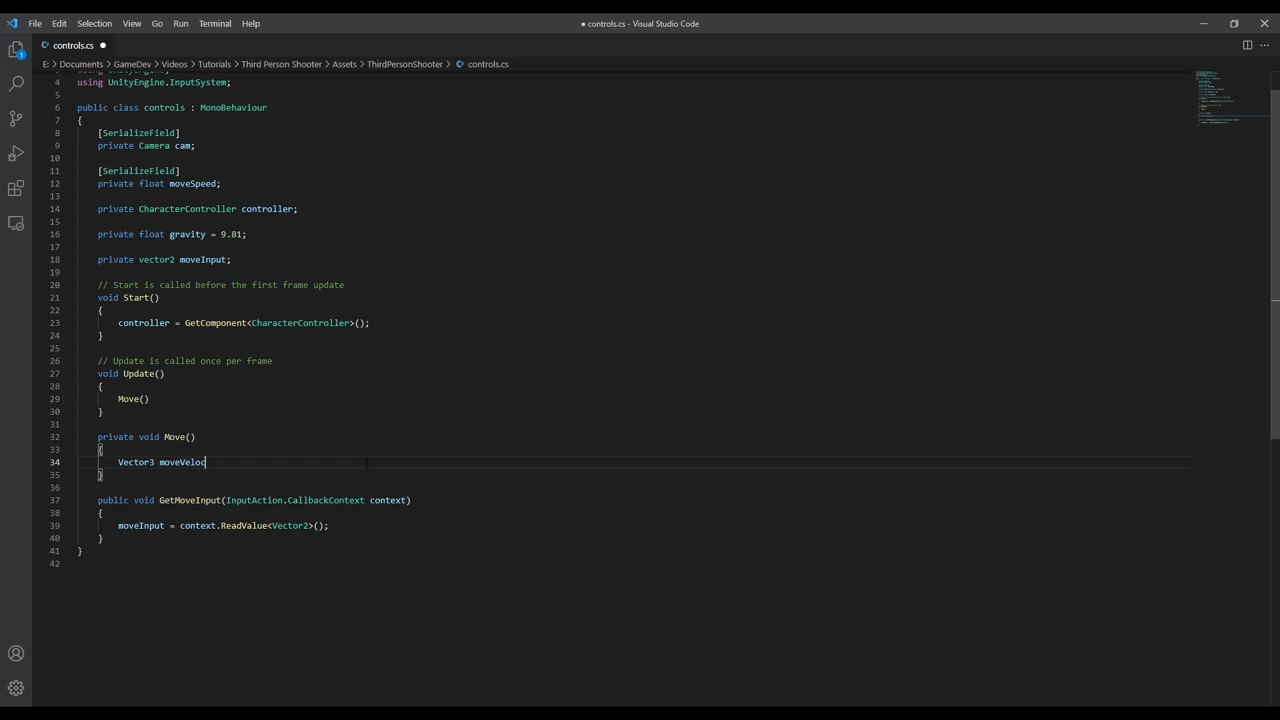 File Edit Selection View Go Run Terminal Help
● controls.cs - Visual Studio Code
controls.cs
1
E: > Documents > GameDev > Videos > Tutorials > Third Person Shooter > Assets > ThirdPersonShooter > controls.cs
3 using UnityEngine;
4 using UnityEngine.InputSystem;
5
6 public class controls : MonoBehaviour
7 {
8 [SerializeField]
9 private Camera cam;
10
11 [SerializeField]
12 private float moveSpeed;
13
14 private CharacterController controller;
15
16 private float gravity = 9.81;
17
18 private vector2 moveInput;
19
20 // Start is called before the first frame update
21 void Start()
22 {
23 controller = GetComponent<CharacterController>();
24 }
25
26 // Update is called once per frame
27 void Update()
28 {
29 Move()
30 }
31
32 private void Move()
33 {
34 Vector3 moveVeloc
35 }
36
37 public void GetMoveInput(InputAction.CallbackContext context)
38 {
39 moveInput = context.ReadValue<Vector2>();
40 }
41 }
42